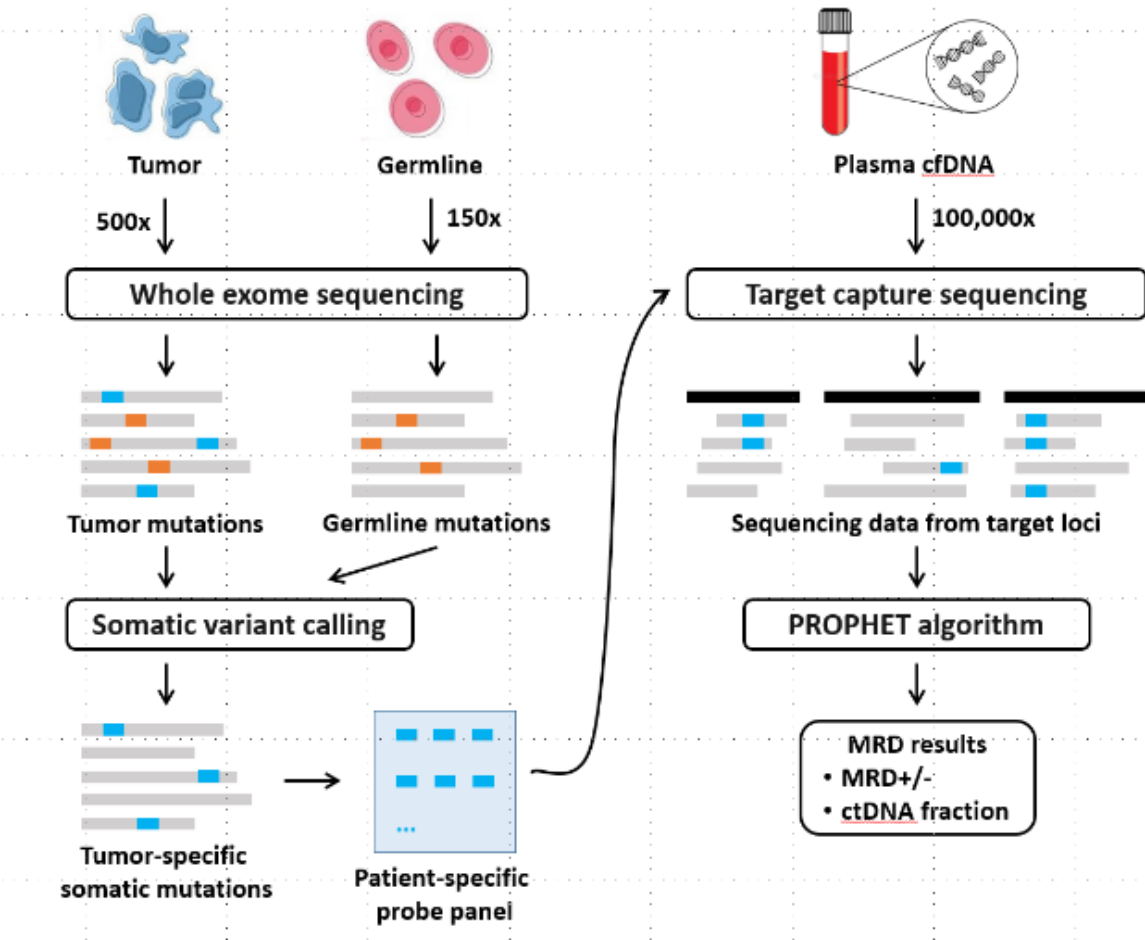 Tumor
Germline
Plasma cfDNA
500x
150x
100,000x
Whole exome sequencing
Target capture sequencing
Tumor mutations
Germline mutations
Sequencing data from target loci
Somatic variant calling
PROPHET algorithm
Tumor-specific
somatic mutations
Patient-specific
probe panel
...
MRD results
• MRD+/-
• ctDNA fraction